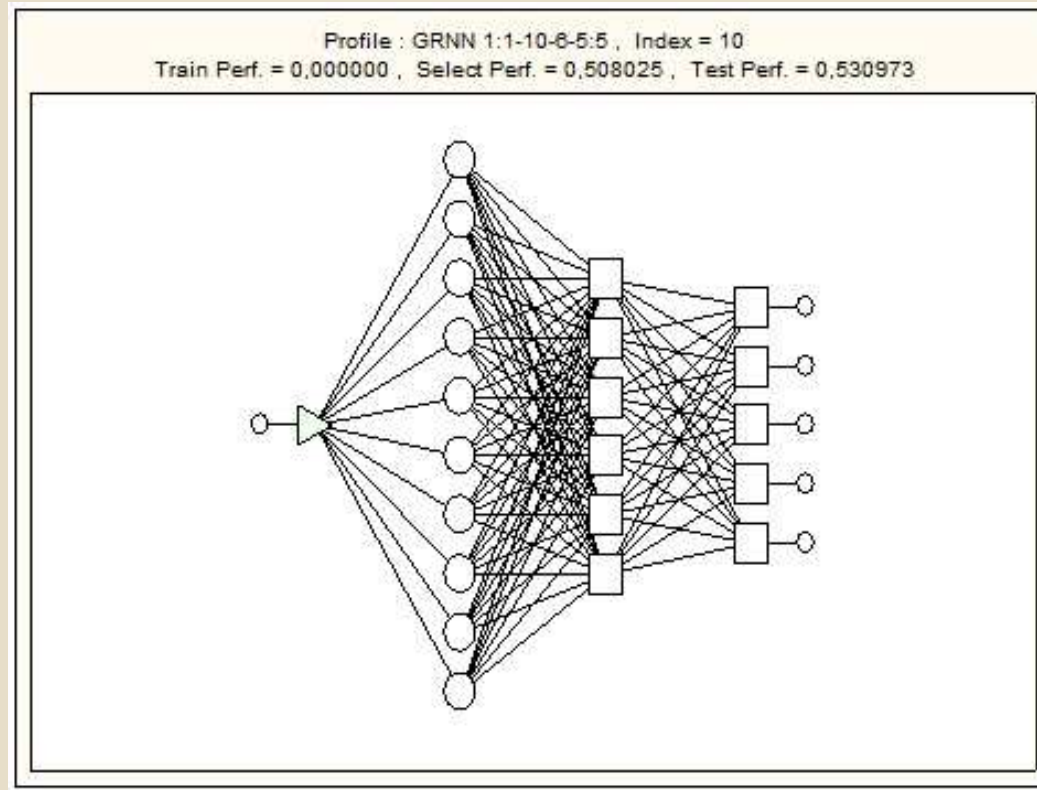 Profile : GRNN 1:1-10-6-5:5 , Index = 10
Train Perf. = 0,000000 , Select Perf. = 0,508025 , Test Perf. = 0,530973